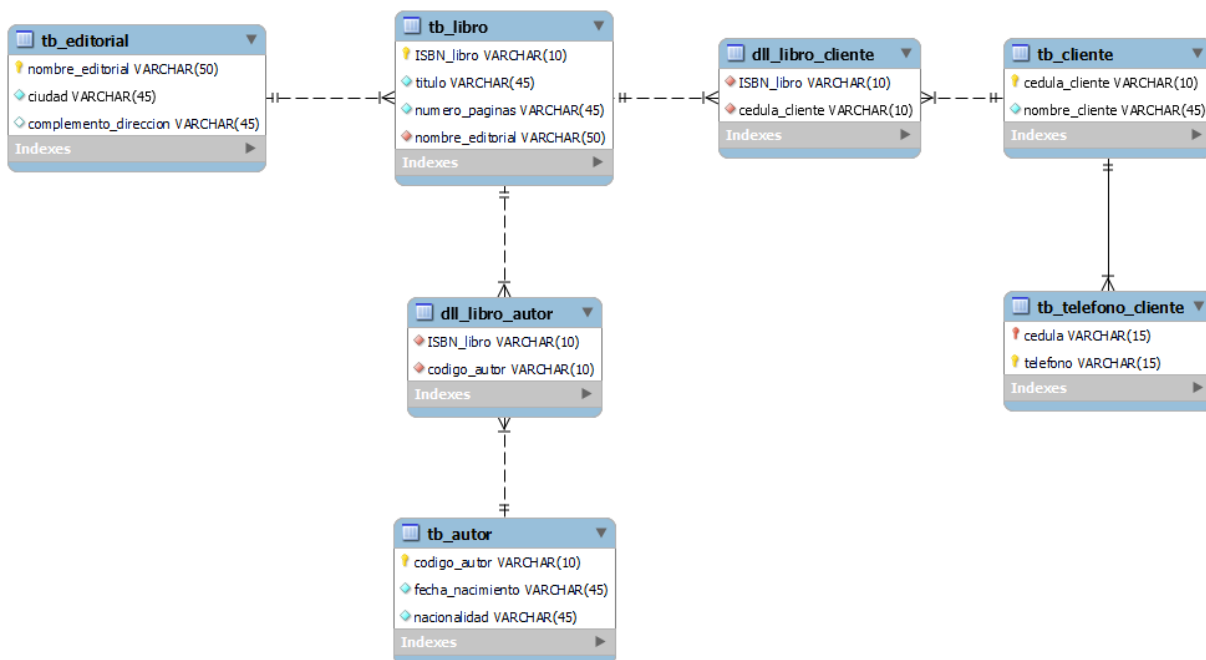 tb_editorial
nombre_editorial VARCHAR(50)
ciudad VARCHAR(45)
complemento_direccion VARCHAR(45)
Indexes
tb_libro
ISBN_libro VARCHAR(10)
titulo VARCHAR(45)
numero_paginas VARCHAR(45)
nombre_editorial VARCHAR(50)
Indexes
dll_libro_cliente
ISBN_libro VARCHAR(10)
cedula_cliente VARCHAR(10)
Indexes
tb_cliente
cedula_cliente VARCHAR(10)
nombre_cliente VARCHAR(45)
Indexes
dll_libro_autor
ISBN_libro VARCHAR(10)
codigo_autor VARCHAR(10)
Indexes
tb_telefono_cliente
cedula VARCHAR(15)
telefono VARCHAR(15)
Indexes
tb_autor
codigo_autor VARCHAR(10)
fecha_nacimiento VARCHAR(45)
nacionalidad VARCHAR(45)
Indexes